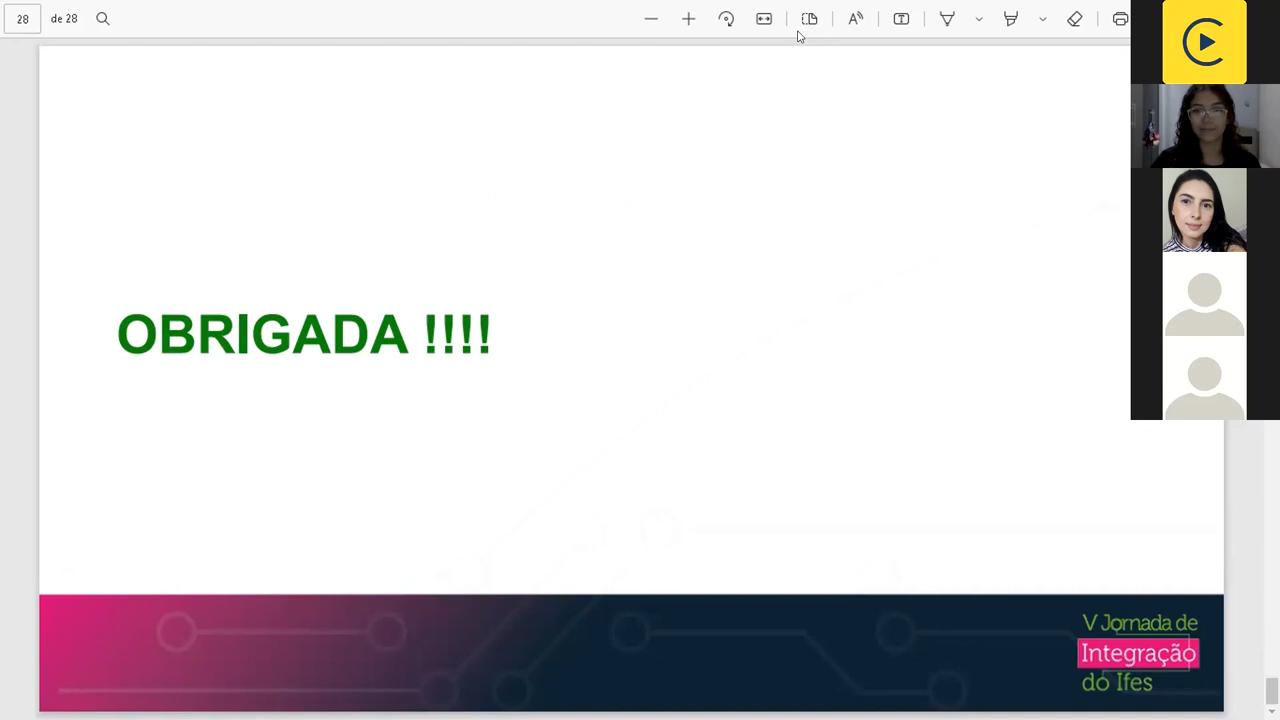 28 de 28
OBRIGADA !!!!
V Jornada de
Integração
do Ifes